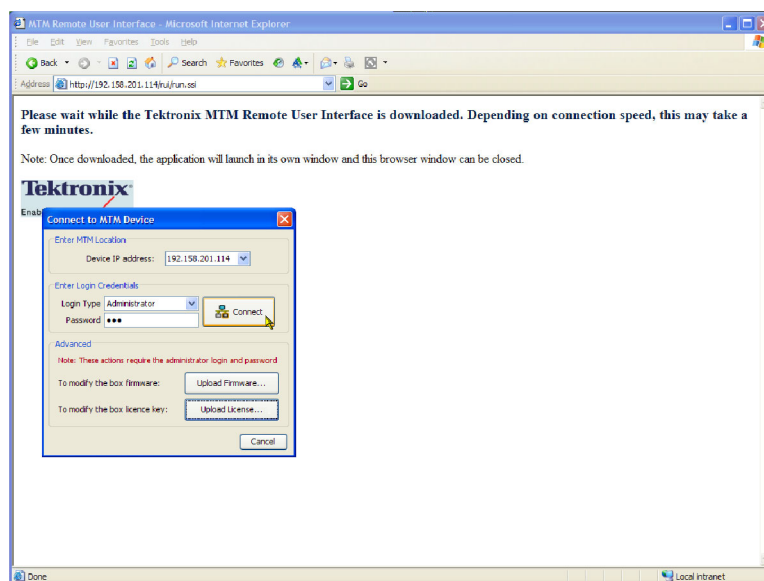 MTM Remote User Interface - Microsoft Internet Explorer
File Edit View Favorites Tools Help
Back Search Favorites
Address http://192.158.201.114/rui/run.ssi Go
Please wait while the Tektronix MTM Remote User Interface is downloaded. Depending on connection speed, this may take a
few minutes.
Note: Once downloaded, the application will launch in its own window and this browser window can be closed.
Tektronix
Enab
Connect to MTM Device
Enter MTM Location
Device IP address: 192.158.201.114
Enter Login Credentials
Login Type Administrator
Connect
Password •••
Advanced
Note: These actions require the administrator login and password
To modify the box firmware: Upload Firmware...
To modify the box licence key: Upload License...
Cancel
Done Local intranet